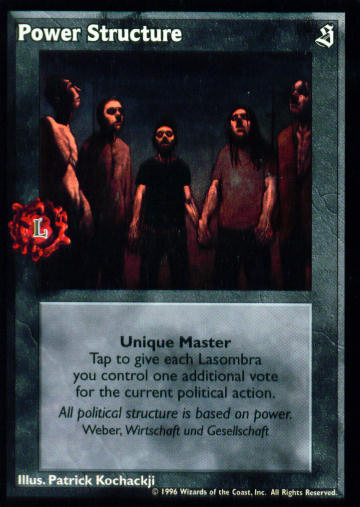 Power Structure
L
Unique Master
Tap to give each Lasombra
you control one additional vote
for the current political action.
All political structure is based on power.
Weber, Wirtschaft und Gesellschaft
Illus. Patrick Kochackji
© 1996 Wizards of the Coast, Inc. All Rights Reserved.